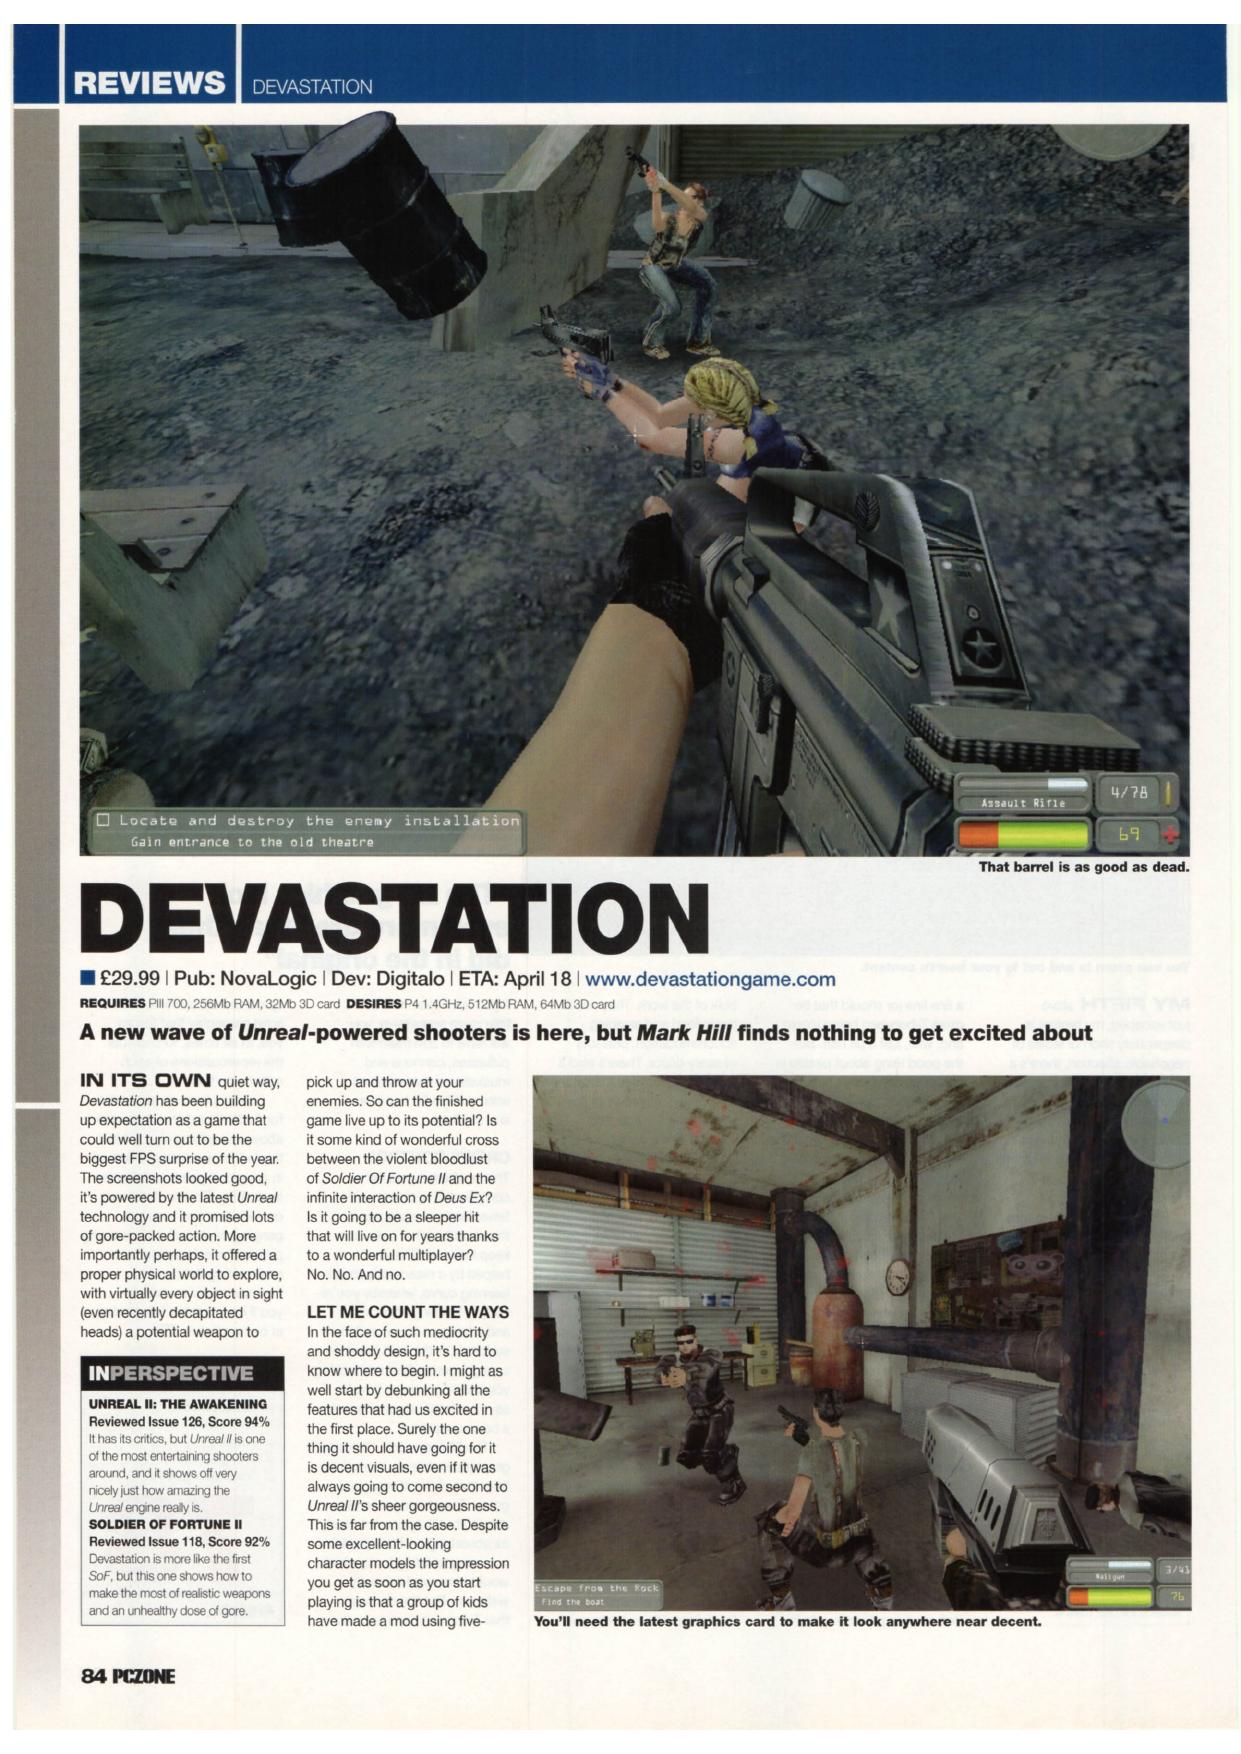 REVIEWS
DEVASTATION
Assault Rifle
4/78
69
Locate and destroy the enemy installation
Gain entrance to the old theatre
That barrel is as good as dead.
DEVASTATION
£29.99 | Pub: NovaLogic | Dev: Digitalo | ETA: April 18 | www.devastationgame.com
REQUIRES PIII 700, 256Mb RAM, 32Mb 3D card DESIRES P4 1.4GHz, 512Mb RAM, 64Mb 3D card
A new wave of Unreal-powered shooters is here, but Mark Hill finds nothing to get excited about
IN ITS OWN quiet way,
Devastation has been building
up expectation as a game that
could well turn out to be the
biggest FPS surprise of the year.
The screenshots looked good,
it's powered by the latest Unreal
technology and it promised lots
of gore-packed action. More
importantly perhaps, it offered a
proper physical world to explore,
with virtually every object in sight
(even recently decapitated
heads) a potential weapon to
INPERSPECTIVE
UNREAL II: THE AWAKENING
Reviewed Issue 126, Score 94%
It has its critics, but Unreal II is one
of the most entertaining shooters
around, and it shows off very
nicely just how amazing the
Unreal engine really is.
SOLDIER OF FORTUNE II
Reviewed Issue 118, Score 92%
Devastation is more like the first
SoF, but this one shows how to
make the most of realistic weapons
and an unhealthy dose of gore.
pick up and throw at your
enemies. So can the finished
game live up to its potential? Is
it some kind of wonderful cross
between the violent bloodlust
of Soldier Of Fortune II and the
infinite interaction of Deus Ex?
Is it going to be a sleeper hit
that will live on for years thanks
to a wonderful multiplayer?
No. No. And no.
LET ME COUNT THE WAYS
In the face of such mediocrity
and shoddy design, it's hard to
know where to begin. I might as
well start by debunking all the
features that had us excited in
the first place. Surely the one
thing it should have going for it
is decent visuals, even if it was
always going to come second to
Unreal II's sheer gorgeousness.
This is far from the case. Despite
some excellent-looking
character models the impression
you get as soon as you start
playing is that a group of kids
have made a mod using five-
Escape from the Rock
Find the boat
3/43
76
You'll need the latest graphics card to make it look anywhere near decent.
84 PCZONE